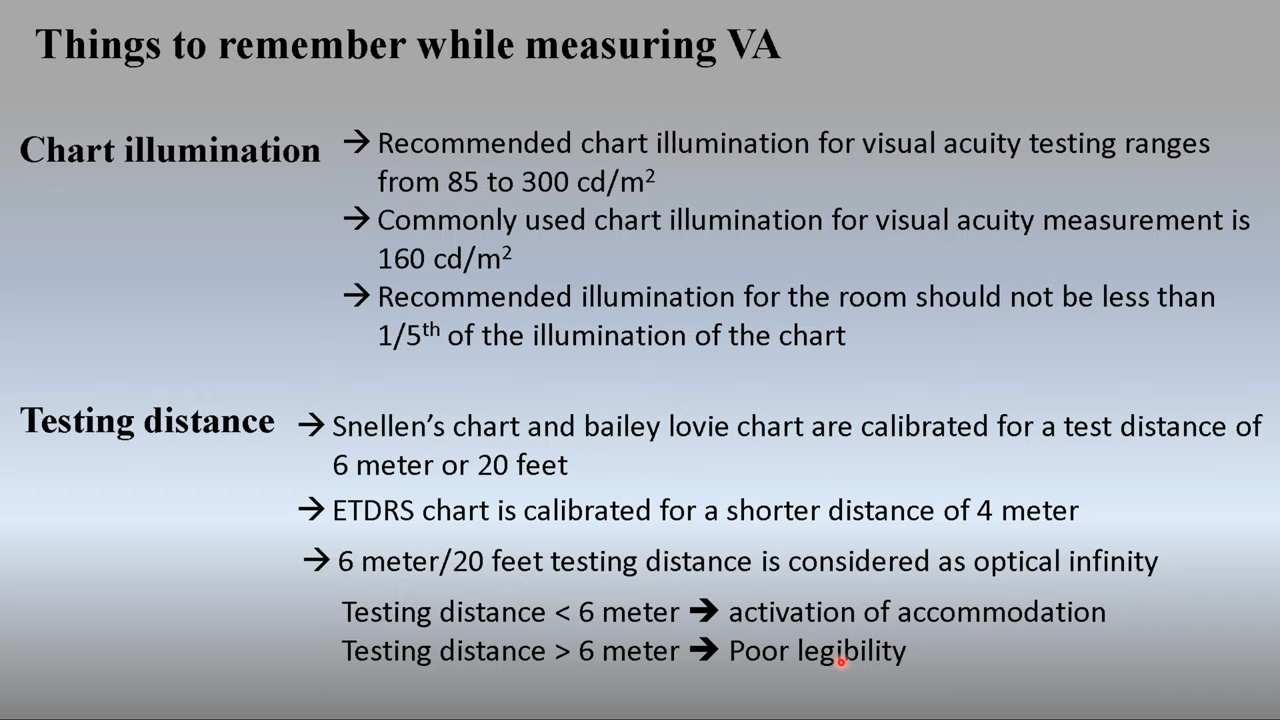 Things to remember while measuring VA
Chart illumination
→ Recommended chart illumination for visual acuity testing ranges
from 85 to 300 cd/m²
→ Commonly used chart illumination for visual acuity measurement is
160 cd/m²
→ Recommended illumination for the room should not be less than
1/5ᵗʰ of the illumination of the chart
Testing distance
→ Snellen’s chart and bailey lovie chart are calibrated for a test distance of
6 meter or 20 feet
→ ETDRS chart is calibrated for a shorter distance of 4 meter
→ 6 meter/20 feet testing distance is considered as optical infinity
Testing distance < 6 meter ➔ activation of accommodation
Testing distance > 6 meter ➔ Poor legibility